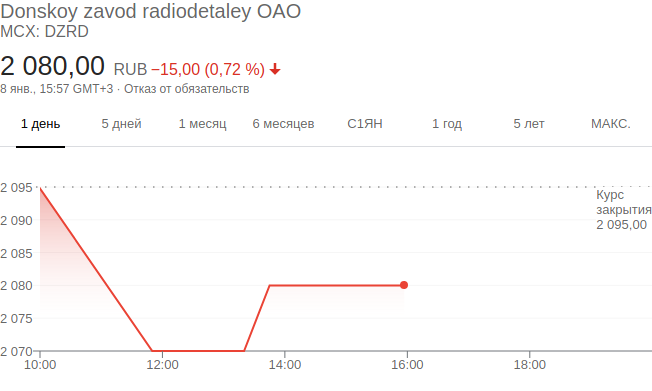 Donskoy zavod radiodetaley OAO
MCX: DZRD
2 080,00 RUB −15,00 (0,72 %)
8 янв., 15:57 GMT+3 · Отказ от обязательств
1 день 5 дней 1 месяц 6 месяцев С1ЯН 1 год 5 лет МАКС.
2 095
Курс
закрытия
2 095,00
2 090
2 085
2 080
2 075
2 070
10:00 12:00 14:00 16:00 18:00